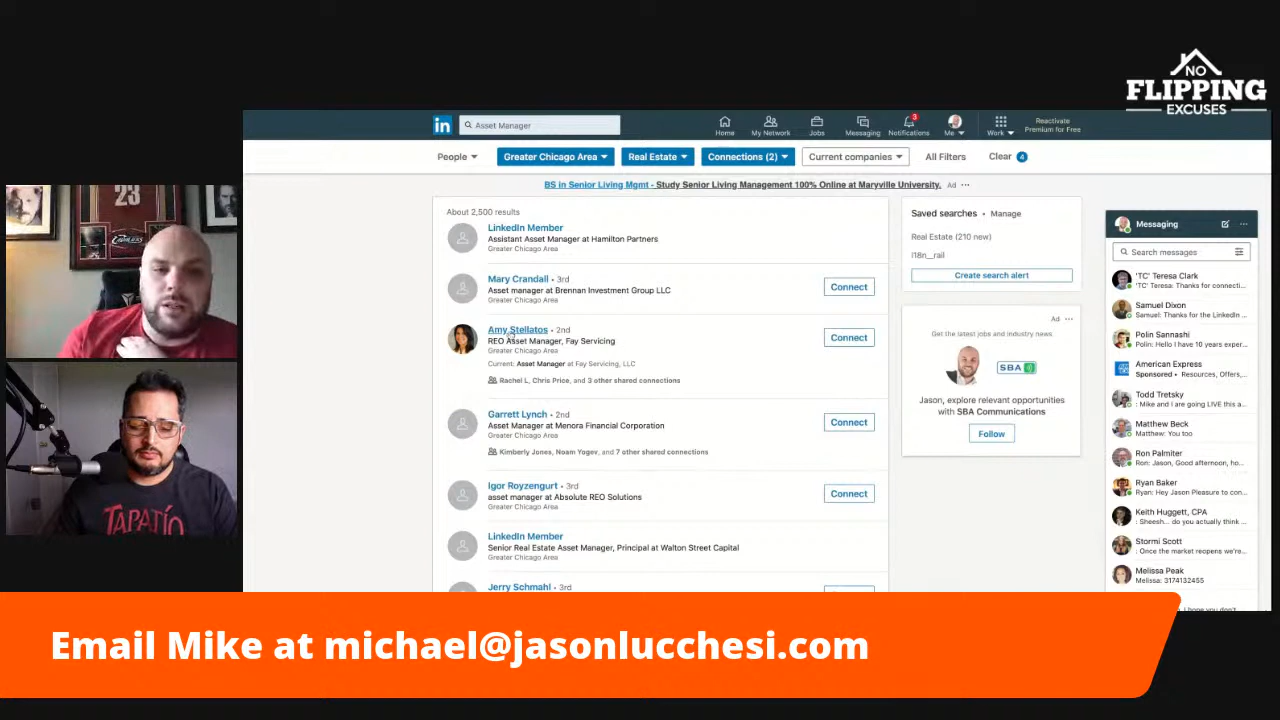 NO
FLIPPING
EXCUSES
in
Asset Manager
Home
My Network
Jobs
Messaging
3
Notifications
Me
Work
Reactivate
Premium for Free
People
Greater Chicago Area
Real Estate
Connections (2)
Current companies
All Filters
Clear 4
BS in Senior Living Mgmt - Study Senior Living Management 100% Online at Maryville University. Ad ...
About 2,500 results
LinkedIn Member
Assistant Asset Manager at Hamilton Partners
Greater Chicago Area
Mary Crandall • 3rd
Asset manager at Brennan Investment Group LLC
Greater Chicago Area
Connect
Amy Stellatos • 2nd
REO Asset Manager, Fay Servicing
Greater Chicago Area
Current: Asset Manager at Fay Servicing, LLC
Rachel L, Chris Price, and 3 other shared connections
Connect
Garrett Lynch • 2nd
Asset Manager at Menora Financial Corporation
Greater Chicago Area
Kimberly Jones, Noam Yogev, and 7 other shared connections
Connect
Igor Royzengurt • 3rd
asset manager at Absolute REO Solutions
Greater Chicago Area
Connect
LinkedIn Member
Senior Real Estate Asset Manager, Principal at Walton Street Capital
Greater Chicago Area
Jerry Schmahl • 3rd
Saved searches • Manage
Real Estate (210 new)
i18n__rail
Create search alert
Ad ...
Get the latest jobs and industry news
SBA
Jason, explore relevant opportunities
with SBA Communications
Follow
Messaging
Search messages
'TC' Teresa Clark
'TC' Teresa: Thanks for connecti...
Samuel Dixon
Samuel: Thanks for the LinkedIn ...
Polin Sannashi
Polin: Hello I have 10 years exper...
American Express
Sponsored • Resources, Offers,...
Todd Tretsky
: Mike and I are going LIVE this a...
Matthew Beck
Matthew: You too
Ron Palmiter
Ron: Jason, Good afternoon, ho...
Ryan Baker
Ryan: Hey Jason Pleasure to con...
Keith Huggett, CPA
: Sheesh... do you actually think ...
Stormi Scott
: Once the market reopens we're...
Melissa Peak
Melissa: 3174132455
23
TAPATÍO
Email Mike at michael@jasonlucchesi.com